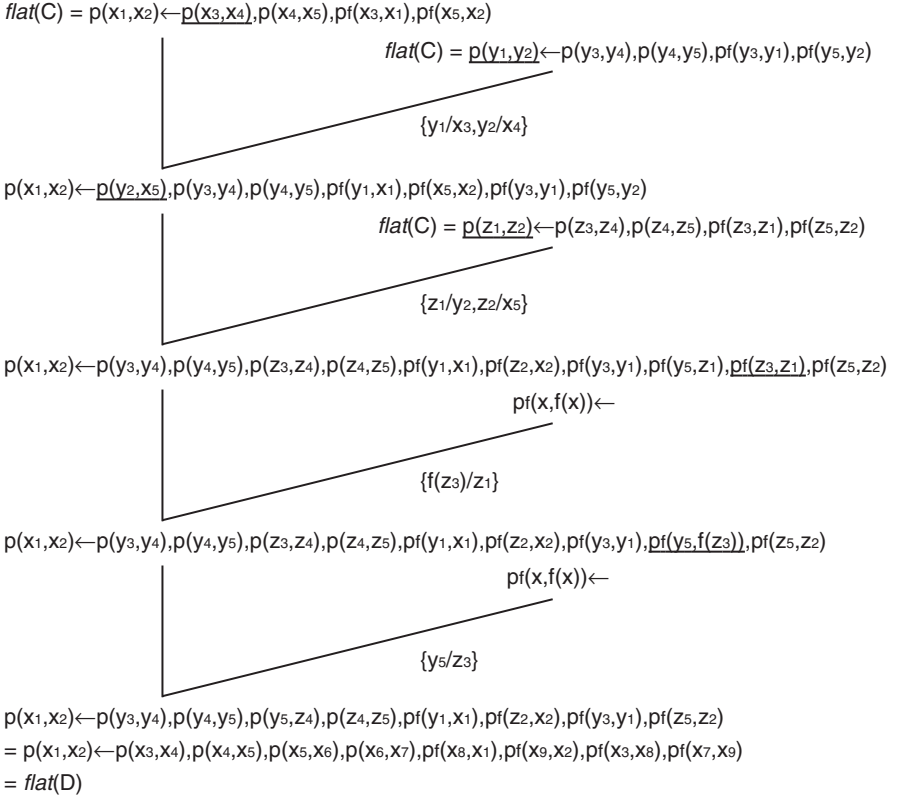 flat(C) = p(x1,x2)←p(x3,x4),p(x4,x5),pf(x3,x1),pf(x5,x2)
flat(C) = p(y1,y2)←p(y3,y4),p(y4,y5),pf(y3,y1),pf(y5,y2)
{y1/x3,y2/x4}
p(x1,x2)←p(y2,x5),p(y3,y4),p(y4,y5),pf(y1,x1),pf(x5,x2),pf(y3,y1),pf(y5,y2)
flat(C) = p(z1,z2)←p(z3,z4),p(z4,z5),pf(z3,z1),pf(z5,z2)
{z1/y2,z2/x5}
p(x1,x2)←p(y3,y4),p(y4,y5),p(z3,z4),p(z4,z5),pf(y1,x1),pf(z2,x2),pf(y3,y1),pf(y5,z1),pf(z3,z1),pf(z5,z2)
pf(x,f(x))←
{f(z3)/z1}
p(x1,x2)←p(y3,y4),p(y4,y5),p(z3,z4),p(z4,z5),pf(y1,x1),pf(z2,x2),pf(y3,y1),pf(y5,f(z3)),pf(z5,z2)
pf(x,f(x))←
{y5/z3}
p(x1,x2)←p(y3,y4),p(y4,y5),p(y5,z4),p(z4,z5),pf(y1,x1),pf(z2,x2),pf(y3,y1),pf(z5,z2)
= p(x1,x2)←p(x3,x4),p(x4,x5),p(x5,x6),p(x6,x7),pf(x8,x1),pf(x9,x2),pf(x3,x8),pf(x7,x9)
= flat(D)